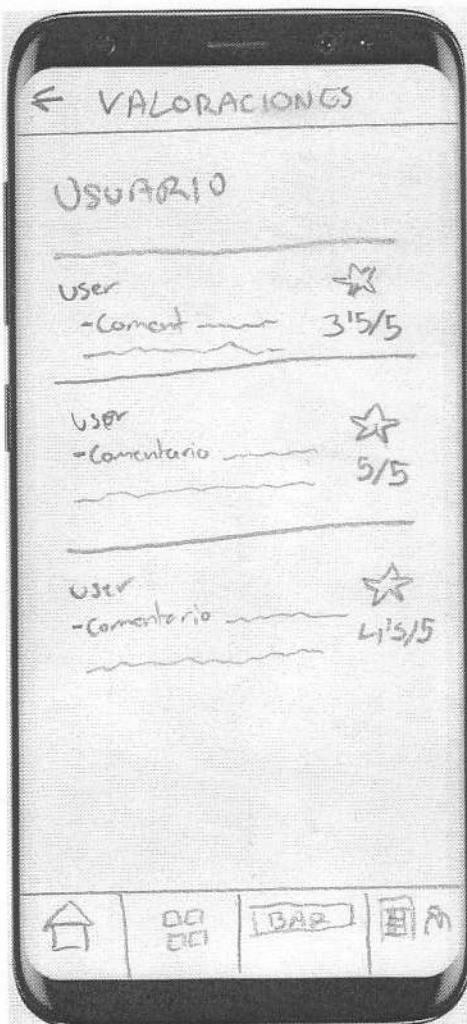 ← VALORACIONES
USUARIO
user
-Coment
3'5/5
user
-Comentario
5/5
user
-Comentario
4'5/5
BAR